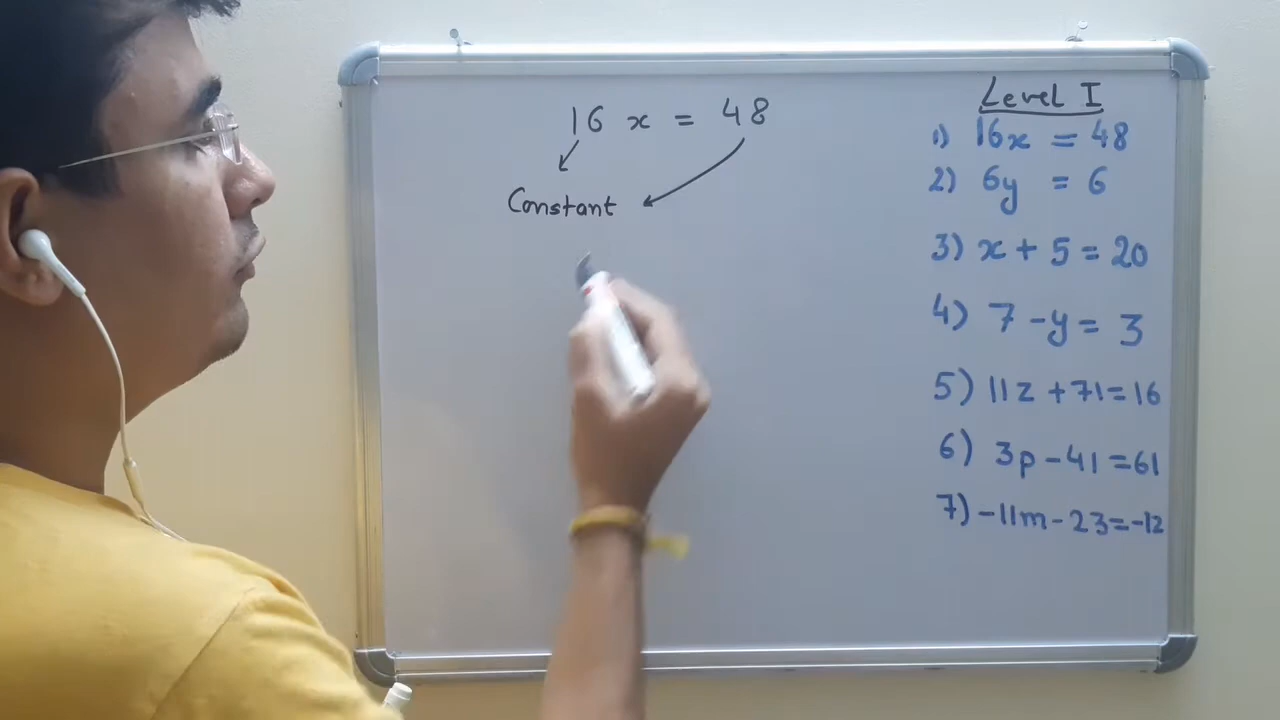 16 x = 48
Constant
Level I
1) 16x = 48
2) 6y = 6
3) x + 5 = 20
4) 7 - y = 3
5) 11z + 71 = 16
6) 3p - 41 = 61
7) -11m - 23 = -12